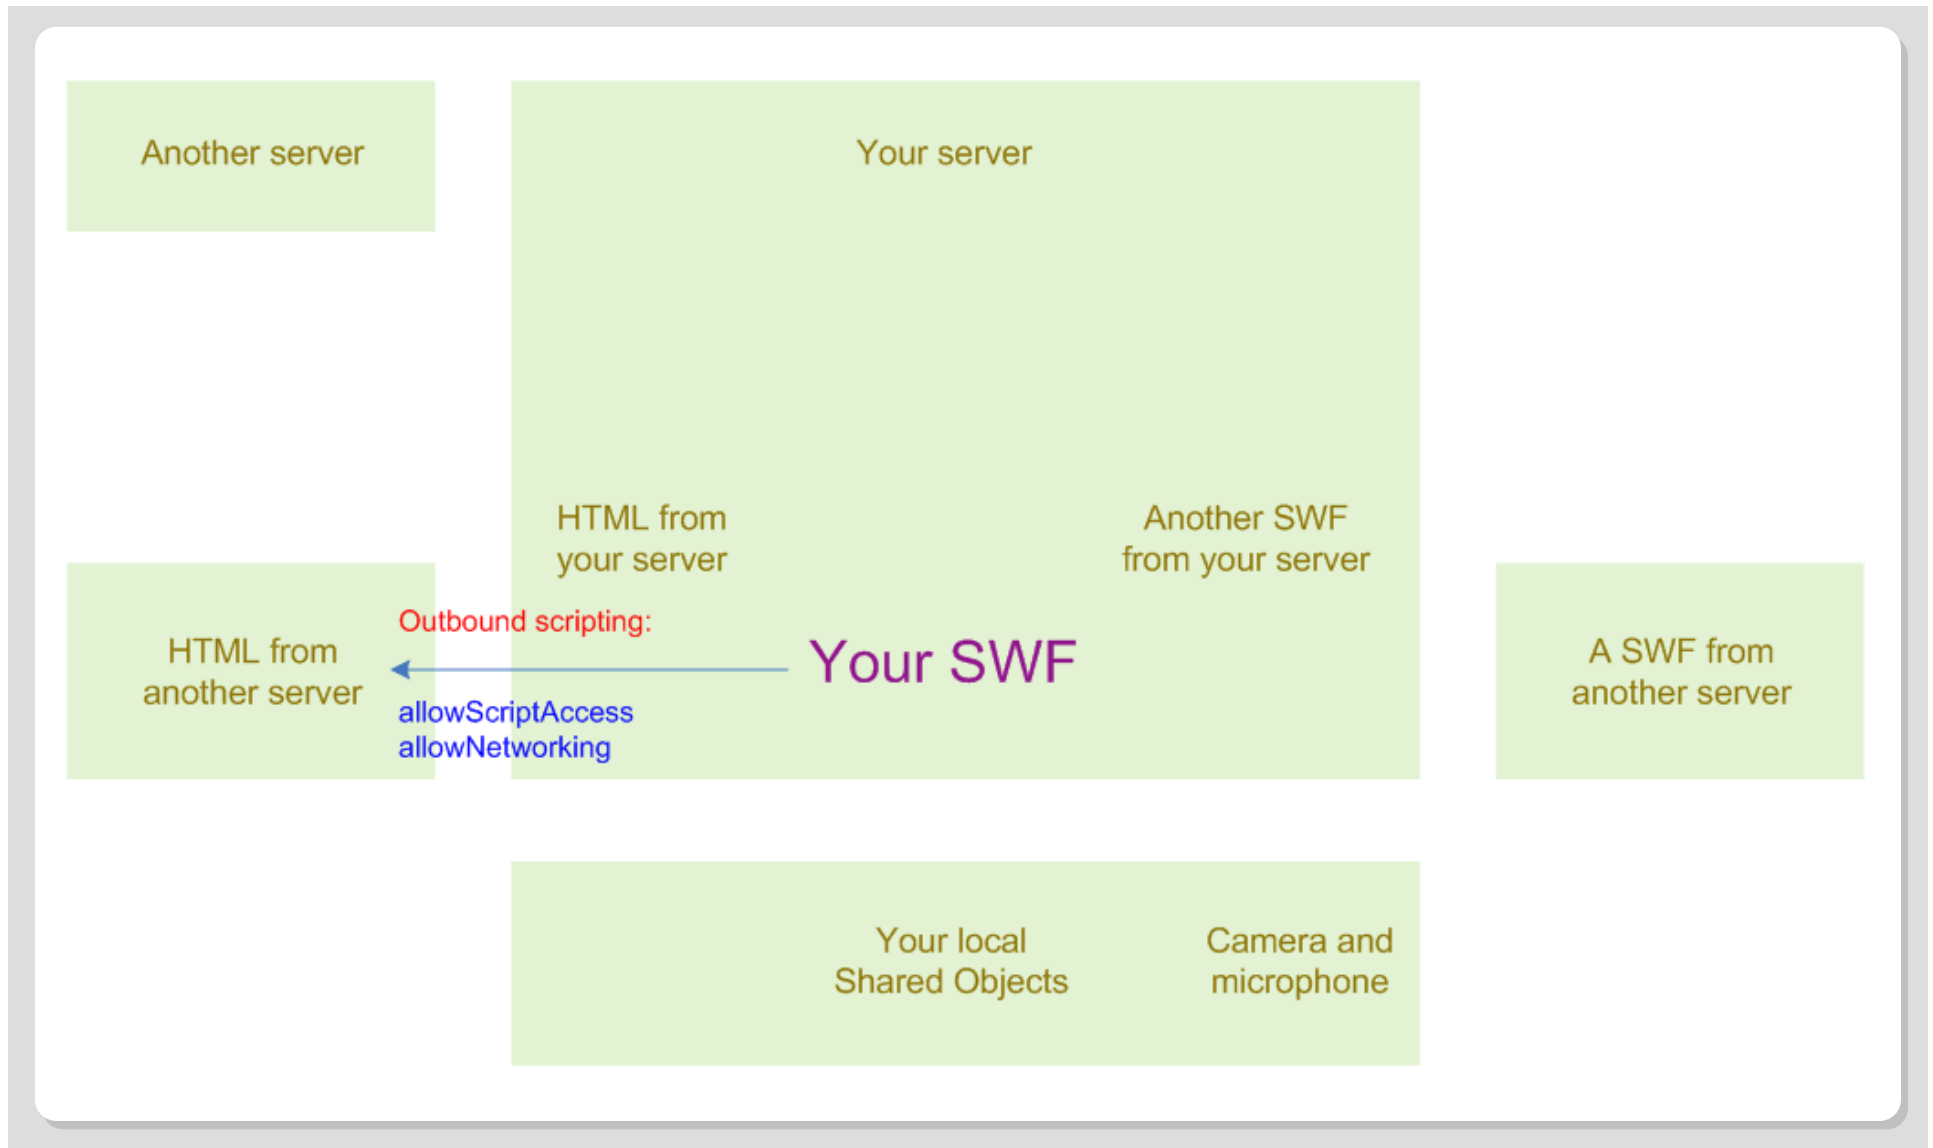 Another server
Your server
HTML from
your server
Another SWF
from your server
HTML from
another server
Outbound scripting:
allowScriptAccess
allowNetworking
Your SWF
A SWF from
another server
Your local
Shared Objects
Camera and
microphone